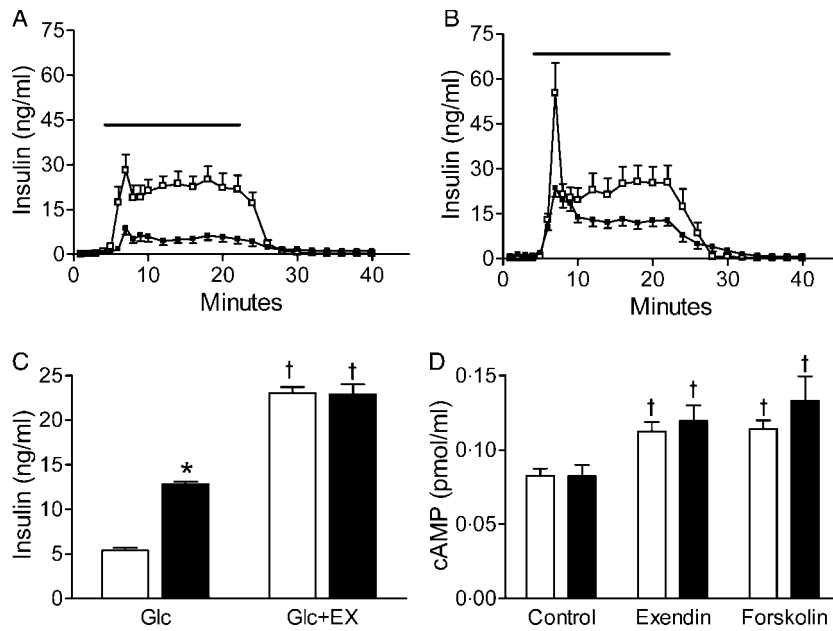 A
Insulin (ng/ml)
75
60
45
30
15
0
0
10
20
30
40
Minutes
B
Insulin (ng/ml)
75
60
45
30
15
0
0
10
20
30
40
Minutes
C
Insulin (ng/ml)
25
20
15
10
5
0
*
†
†
Glc
Glc+EX
D
cAMP (pmol/ml)
0·15
0·10
0·05
0·00
†
†
†
†
Control
Exendin
Forskolin